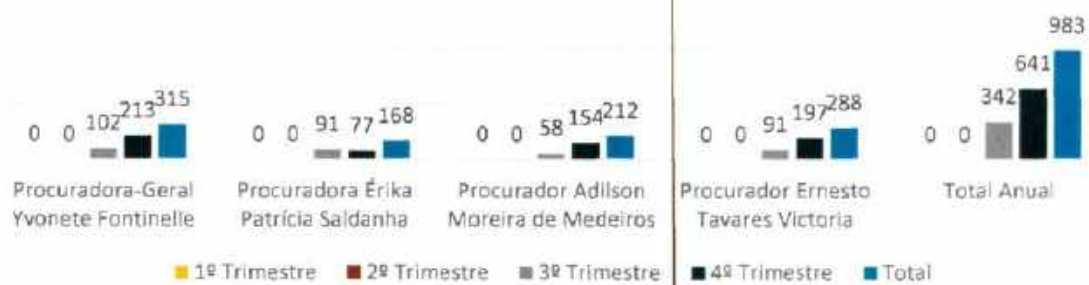 0 0 102 213 315
0 0 91 77 168
0 0 58 154 212
0 0 91 197 288
0 0 342 641 983
Procuradora-Geral
Yvonete Fontinelle
Procuradora Érika
Patrícia Saldanha
Procurador Adilson
Moreira de Medeiros
Procurador Ernesto
Tavares Victoria
Total Anual
1º Trimestre 2º Trimestre 3º Trimestre 4º Trimestre Total